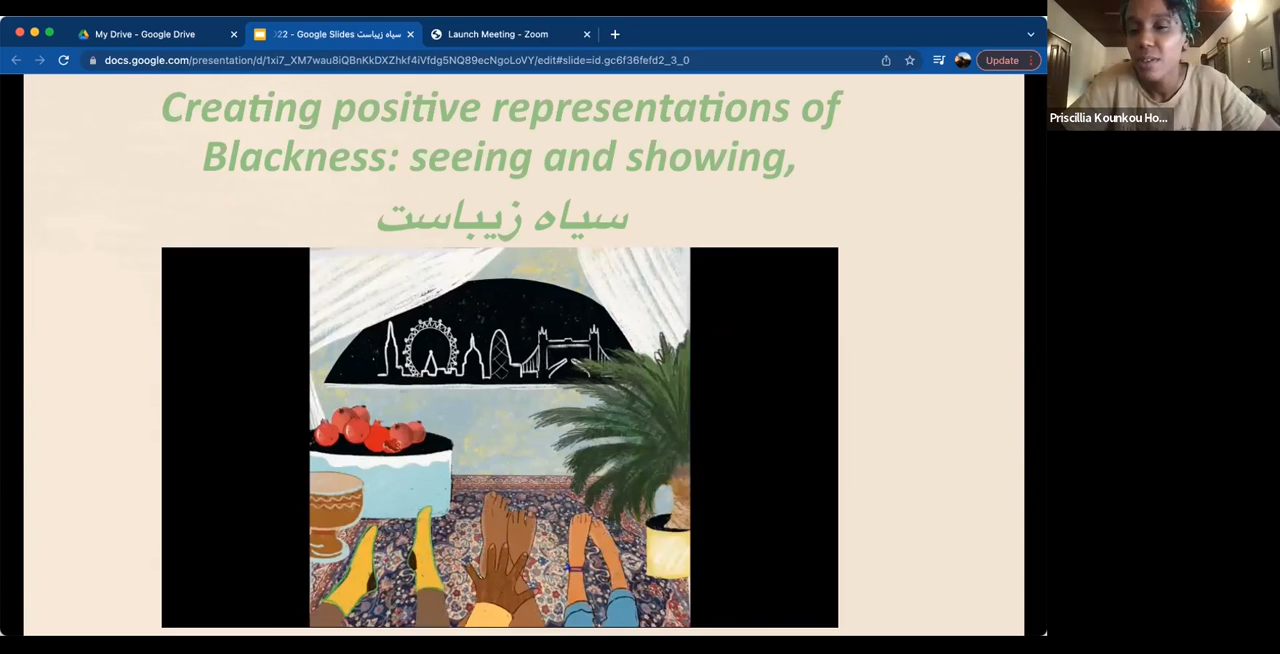 My Drive - Google Drive
022 - Google Slides سیاه زیباست
Launch Meeting - Zoom
docs.google.com/presentation/d/1xi7_XM7wau8iQBnKkDXZhkf4iVfdg5NQ89ecNgoLoVY/edit#slide=id.gc6f36fefd2_3_0
Update
Priscillia Kounkou Ho...
Creating positive representations of
Blackness: seeing and showing,
سیاه زیباست